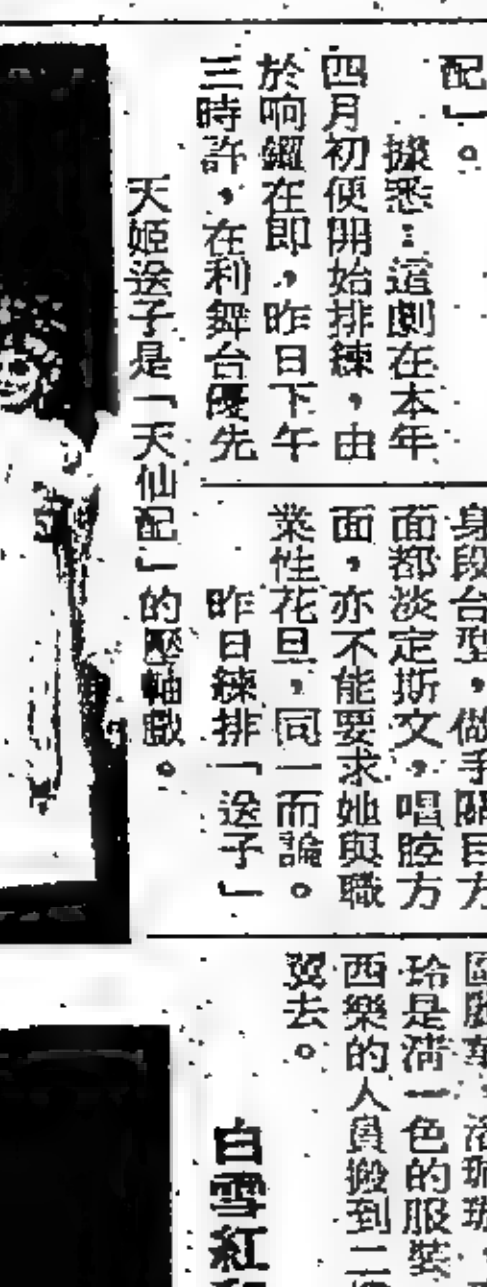 配」。
據悉：這劇在本年
四月初便開始排練，由
於响鑼在即，昨日下午
三時許，在利舞台優先
身段台型，做手關目方
面都淡定斯文，唱腔方
面，亦不能要求她與職
業性花旦，同一而論。
昨日練排「送子」
天姬送子是「天仙配」的壓軸戲。
玲是清一色的服裝
西樂的人員搬到二
翼去。
白雪紅